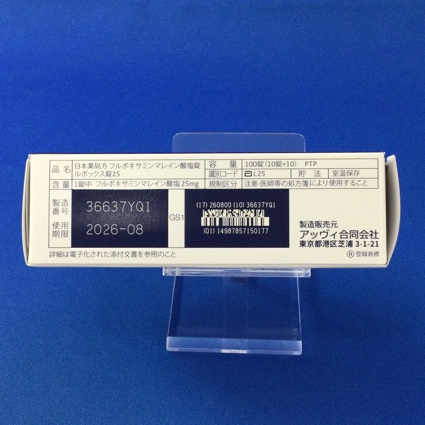 品名 日本薬局方 フルボキサミンマレイン酸塩錠
ルボックス錠25
容量 100錠(10錠×10) PTP
識別コード a L25 貯法 室温保存
含量 1錠中 フルボキサミンマレイン酸塩25mg 規制区分 注意-医師等の処方箋により使用すること
製造番号 36637YQ1
使用期限 2026-08
GS1
(17) 260800 (10) 36637YQ1
(01) 14987857150177
製造販売元
アッヴィ合同会社
東京都港区芝浦 3-1-21
®登録商標
詳細は電子化された添付文書を参照のこと